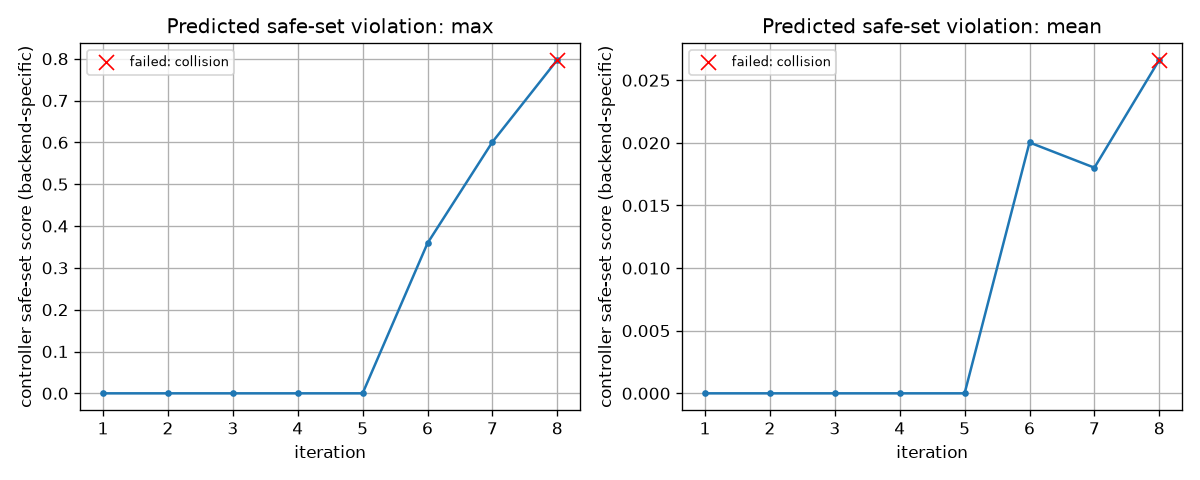 Predicted safe-set violation: max
controller safe-set score (backend-specific)
failed: collision
0.8
0.7
0.6
0.5
0.4
0.3
0.2
0.1
0.0
1 2 3 4 5 6 7 8
iteration
Predicted safe-set violation: mean
controller safe-set score (backend-specific)
failed: collision
0.025
0.020
0.015
0.010
0.005
0.000
1 2 3 4 5 6 7 8
iteration